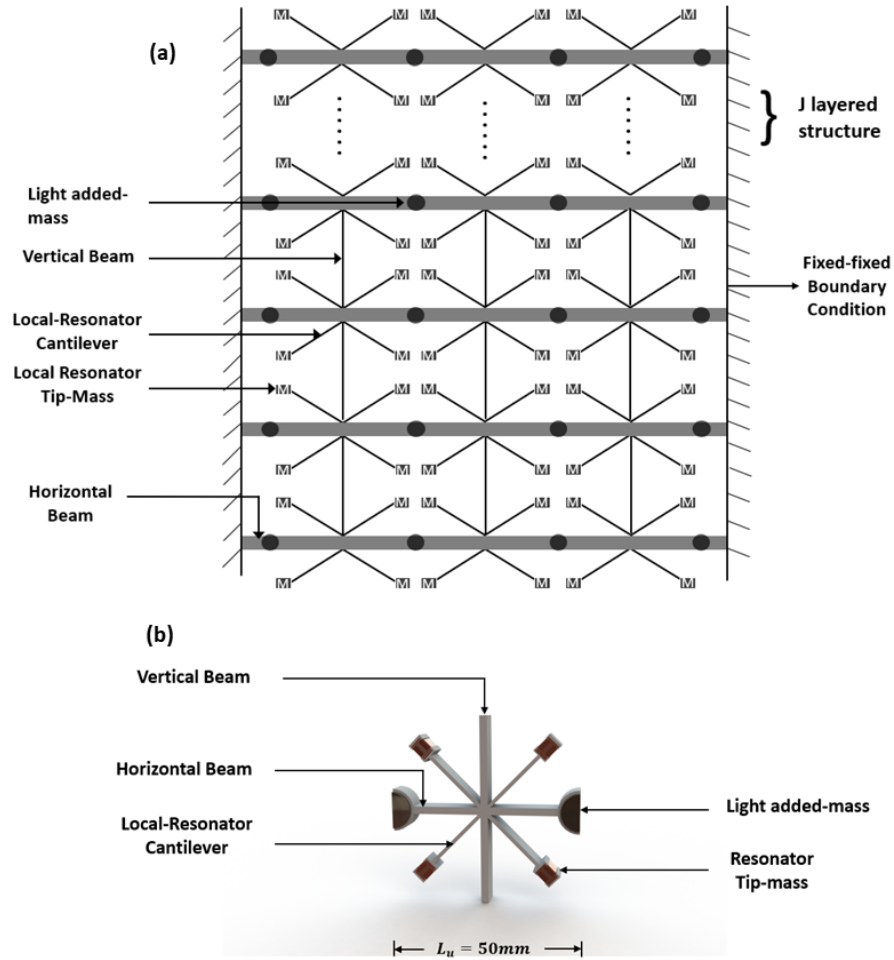 (a)
M M M M M M
M M M M M M
J layered
structure
M M M M M M
Light added-
mass
Vertical Beam
M M M M M M
Fixed-fixed
Boundary
Condition
M M M M M M
Local-Resonator
Cantilever
M M M M M M
Local Resonator
Tip-Mass
M M M M M M
M M M M M M
Horizontal
Beam
M M M M M M
M M M M M M
(b)
Vertical Beam
Horizontal Beam
Light added-mass
Local-Resonator
Cantilever
Resonator
Tip-mass
L_u = 50mm